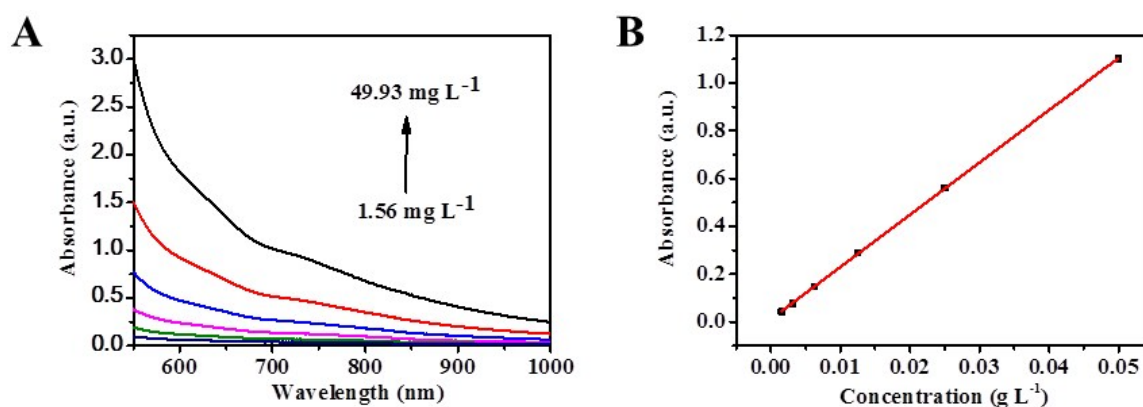 A
Absorbance (a.u.)
3.0
2.5
2.0
1.5
1.0
0.5
0.0
49.93 mg L⁻¹
1.56 mg L⁻¹
600 700 800 900 1000
Wavelength (nm)
B
Absorbance (a.u.)
1.2
1.0
0.8
0.6
0.4
0.2
0.0
0.00 0.01 0.02 0.03 0.04 0.05
Concentration (g L⁻¹)